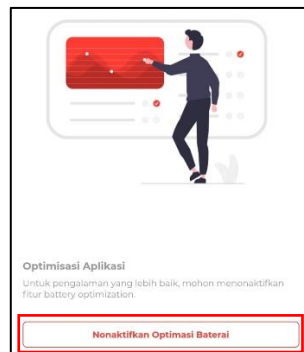 Optimisasi Aplikasi
Untuk pengalaman yang lebih baik, mohon menonaktifkan
fitur battery optimization.
Nonaktifkan Optimasi Baterai